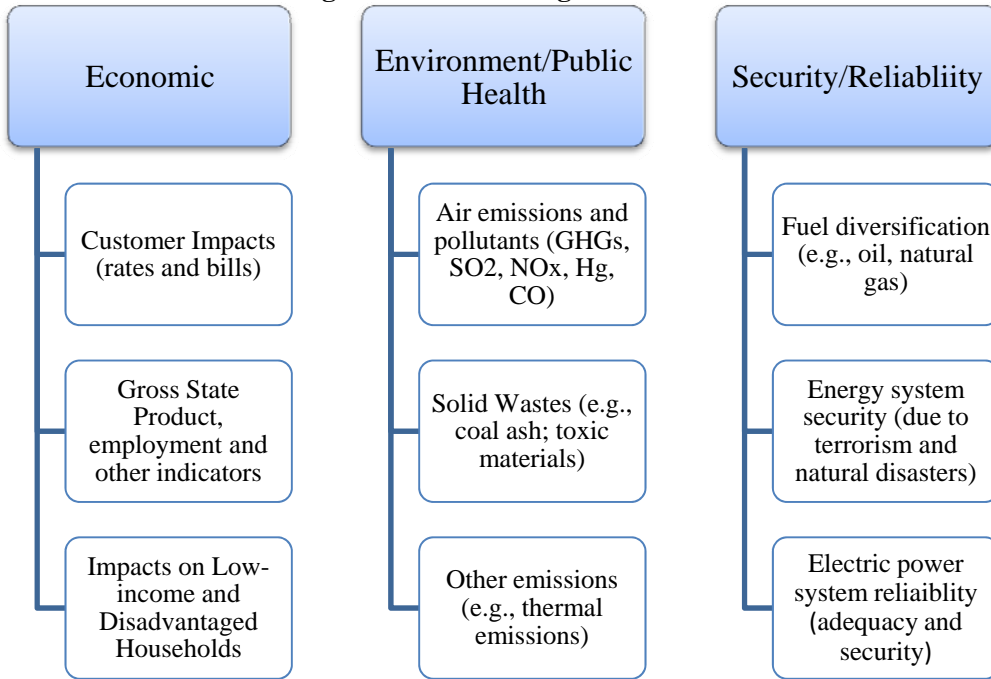 Economic
Customer Impacts
(rates and bills)
Gross State
Product,
employment and
other indicators
Impacts on Low-
income and
Disadvantaged
Households
Environment/Public
Health
Air emissions and
pollutants (GHGs,
SO2, NOx, Hg,
CO)
Solid Wastes (e.g.,
coal ash; toxic
materials)
Other emissions
(e.g., thermal
emissions)
Security/Reliabliity
Fuel diversification
(e.g., oil, natural
gas)
Energy system
security (due to
terrorism and
natural disasters)
Electric power
system reliaiblity
(adequacy and
security)